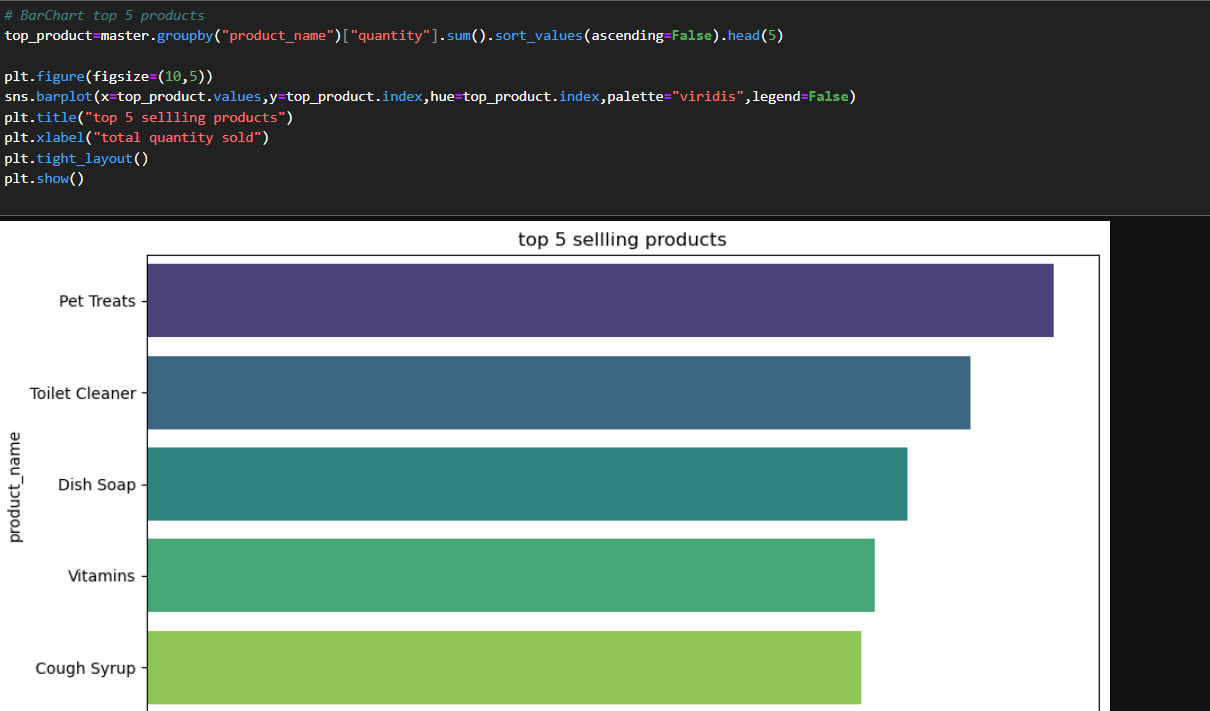 # BarChart top 5 products
top_product=master.groupby("product_name")["quantity"].sum().sort_values(ascending=False).head(5)
plt.figure(figsize=(10,5))
sns.barplot(x=top_product.values,y=top_product.index,hue=top_product.index,palette="viridis",legend=False)
plt.title("top 5 sellling products")
plt.xlabel("total quantity sold")
plt.tight_layout()
plt.show()
top 5 sellling products
Pet Treats
Toilet Cleaner
Dish Soap
Vitamins
Cough Syrup
product_name